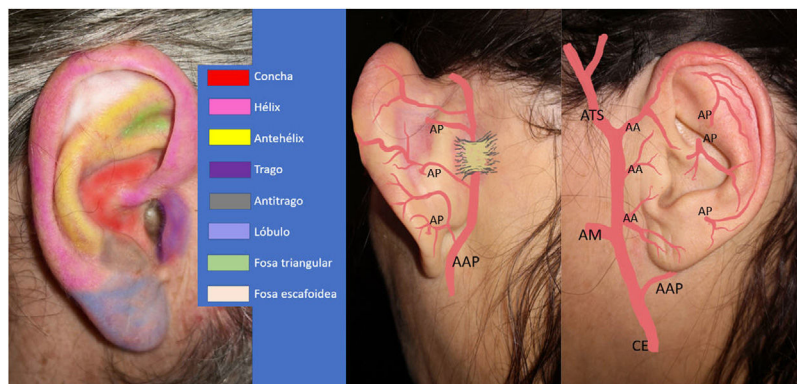 Concha
Hélix
Antehélix
Trago
Antitrago
Lóbulo
Fosa triangular
Fosa escafoidea
AP
AP
AP
AAP
ATS
AA
AP
AP
AA
AA
AP
AM
AAP
CE